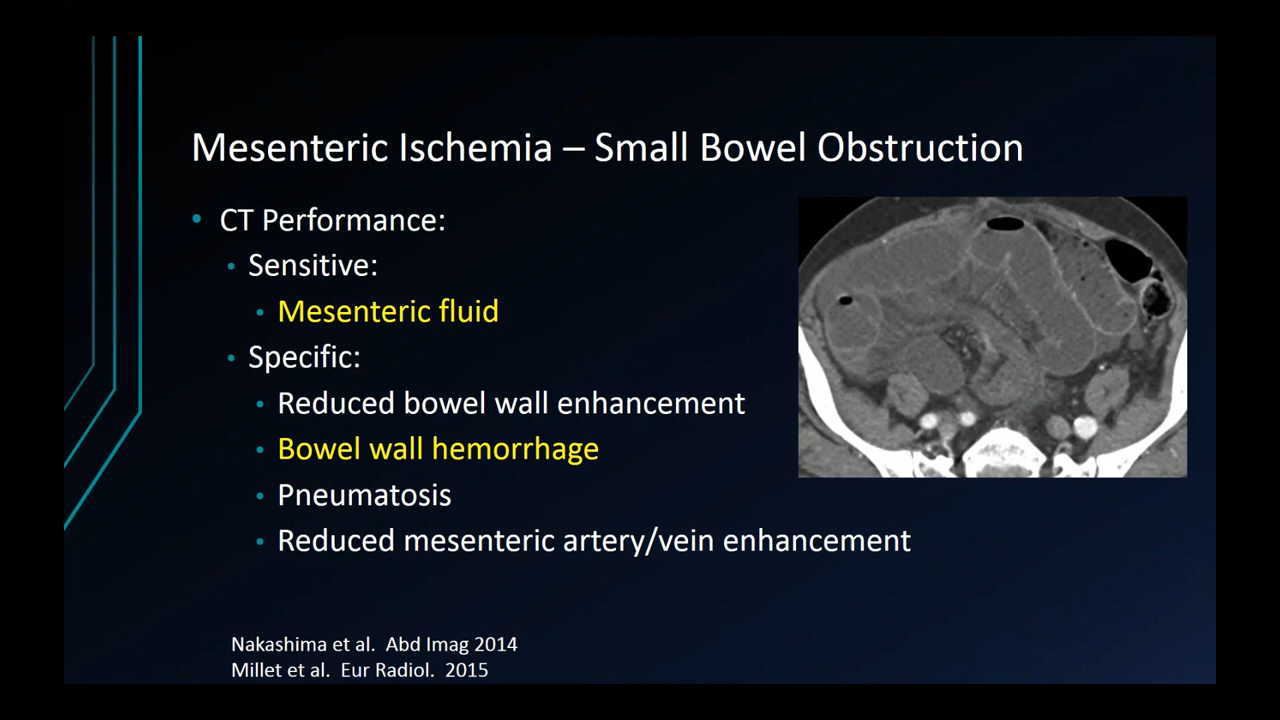 Mesenteric Ischemia – Small Bowel Obstruction
• CT Performance:
• Sensitive:
• Mesenteric fluid
• Specific:
• Reduced bowel wall enhancement
• Bowel wall hemorrhage
• Pneumatosis
• Reduced mesenteric artery/vein enhancement
Nakashima et al.  Abd Imag 2014
Millet et al.  Eur Radiol.  2015